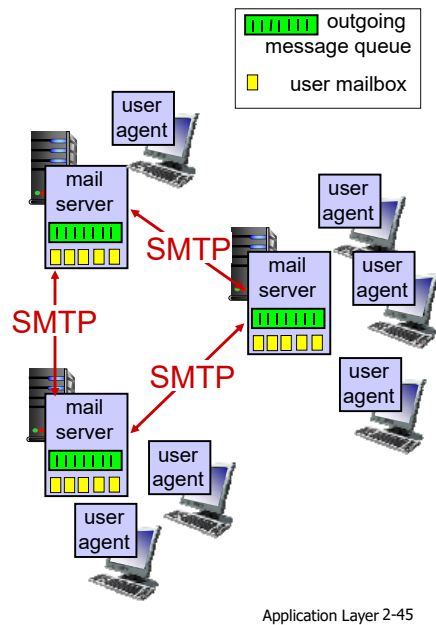 outgoing
message queue
user mailbox
user
agent
mail
server
user
agent
SMTP
mail
server
user
agent
SMTP
SMTP
user
agent
mail
server
user
agent
user
agent
Application Layer 2-45